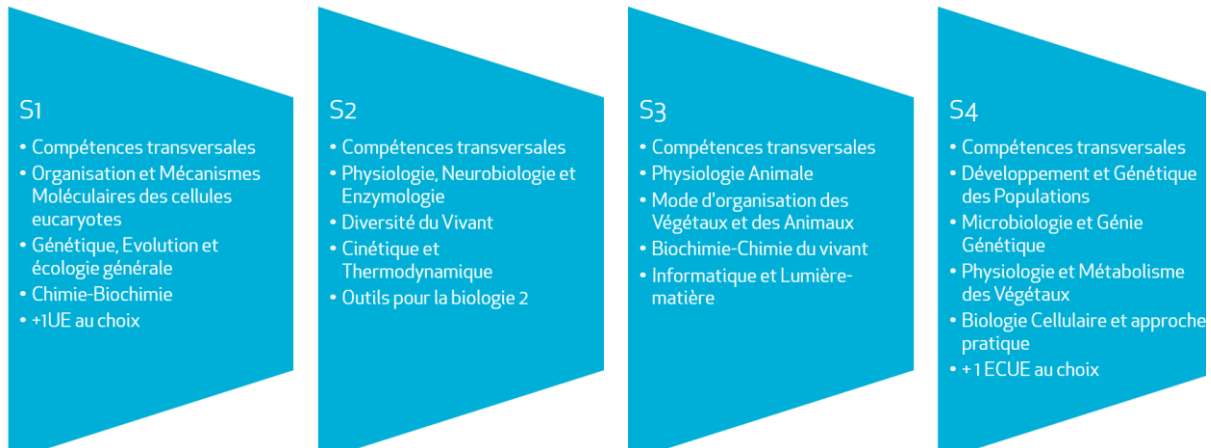 S1
• Compétences transversales
• Organisation et Mécanismes
Moléculaires des cellules
eucaryotes
• Génétique, Evolution et
écologie générale
• Chimie-Biochimie
• +1UE au choix
S2
• Compétences transversales
• Physiologie, Neurobiologie et
Enzymologie
• Diversité du Vivant
• Cinétique et
Thermodynamique
• Outils pour la biologie 2
S3
• Compétences transversales
• Physiologie Animale
• Mode d'organisation des
Végétaux et des Animaux
• Biochimie-Chimie du vivant
• Informatique et Lumière-
matière
S4
• Compétences transversales
• Développement et Génétique
des Populations
• Microbiologie et Génie
Génétique
• Physiologie et Métabolisme
des Végétaux
• Biologie Cellulaire et approche
pratique
• + 1 ECUE au choix